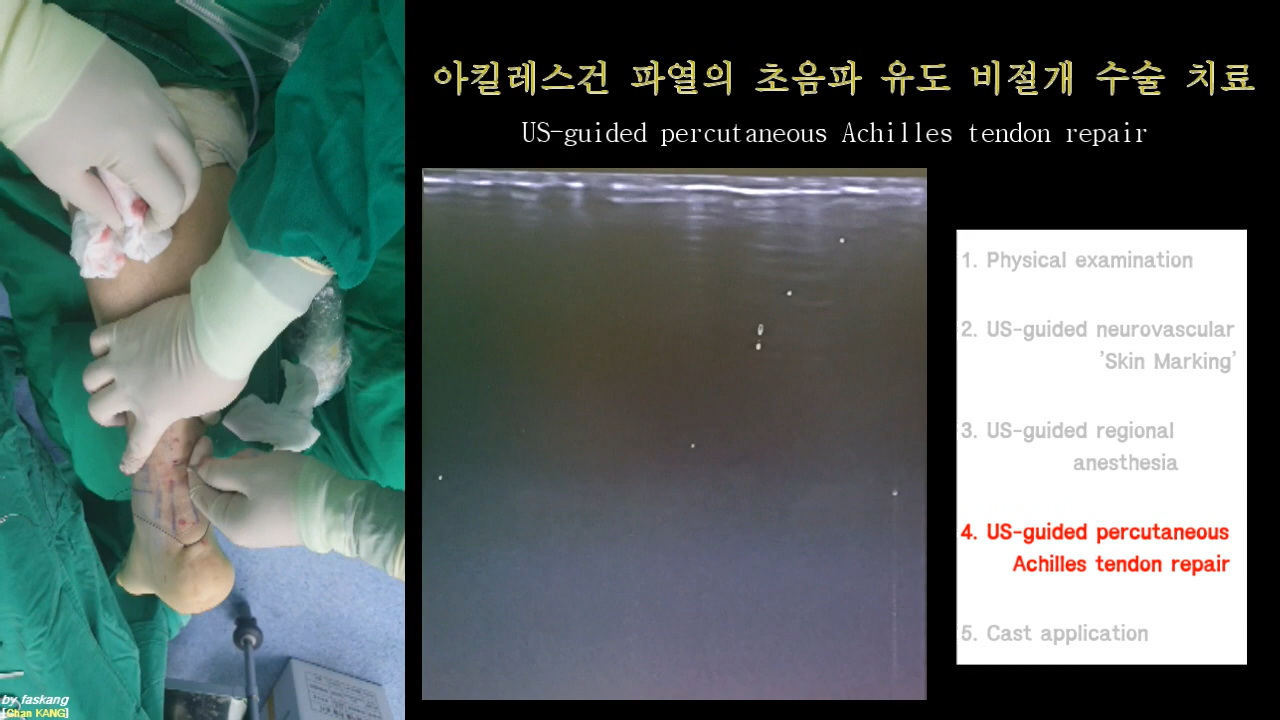 아킬레스건 파열의 초음파 유도 비절개 수술 치료
US-guided percutaneous Achilles tendon repair
1. Physical examination
2. US-guided neurovascular
'Skin Marking'
3. US-guided regional
anesthesia
4. US-guided percutaneous
Achilles tendon repair
5. Cast application
by faskang
[Chan KANG]